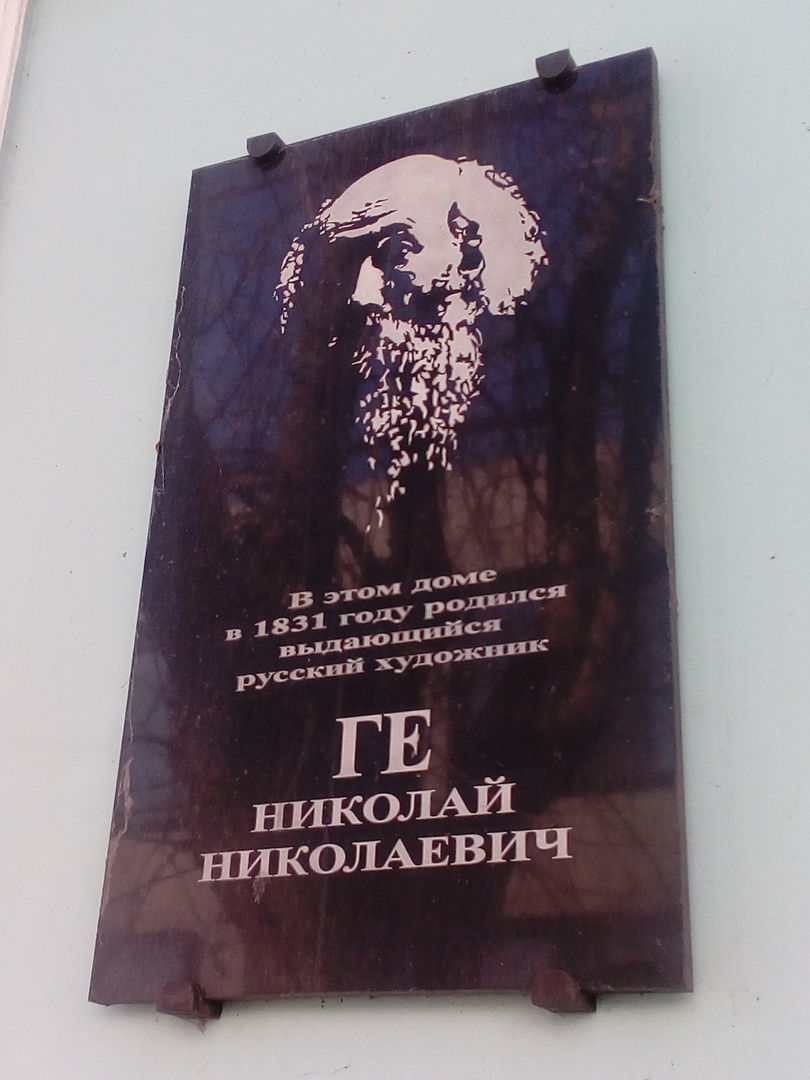 В этом доме
в 1831 году родился
выдающийся
русский художник
ГЕ
НИКОЛАЙ
НИКОЛАЕВИЧ